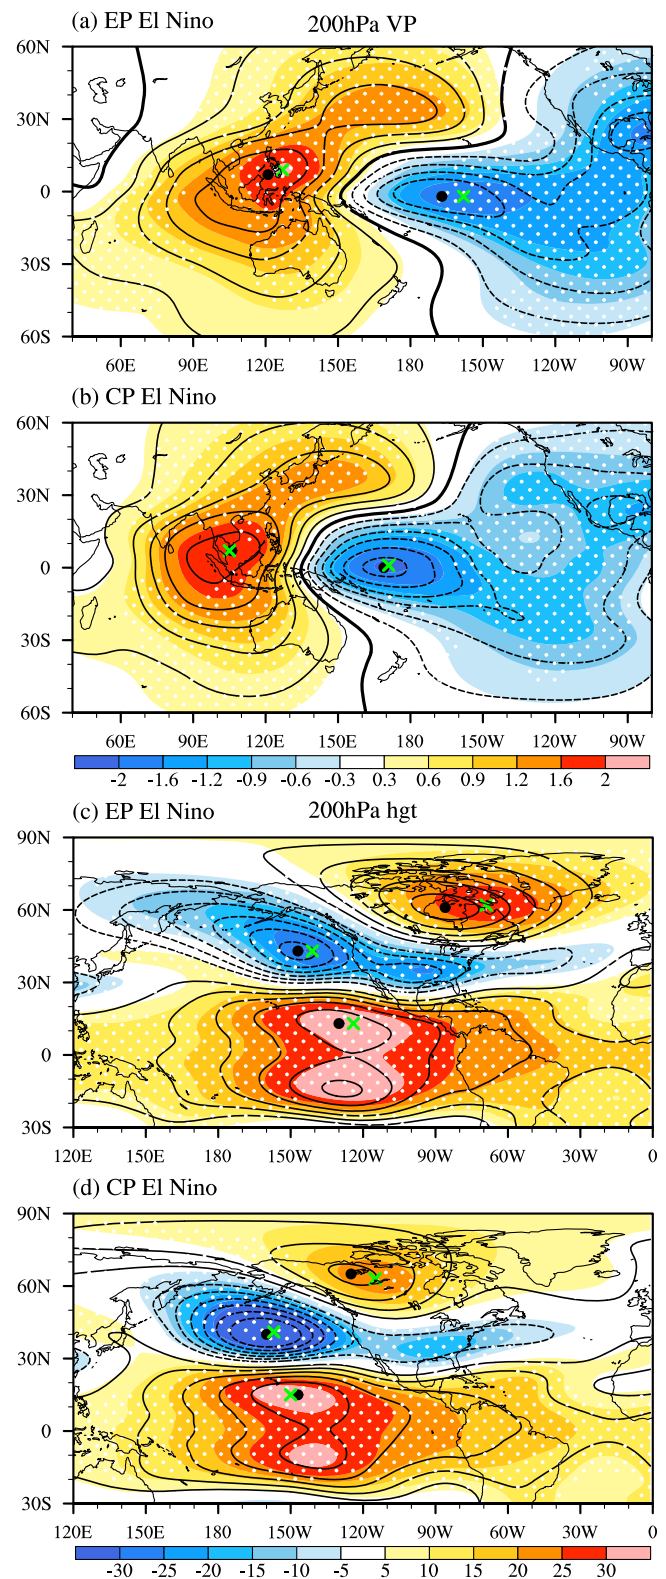 (a) EP El Nino 200hPa VP
60N
30N
0
30S
60S
60E 90E 120E 150E 180 150W 120W 90W
(b) CP El Nino
60N
30N
0
30S
60S
60E 90E 120E 150E 180 150W 120W 90W
-2 -1.6 -1.2 -0.9 -0.6 -0.3 0.3 0.6 0.9 1.2 1.6 2
(c) EP El Nino 200hPa hgt
90N
60N
30N
0
30S
120E 150E 180 150W 120W 90W 60W 30W 0
(d) CP El Nino
90N
60N
30N
0
30S
120E 150E 180 150W 120W 90W 60W 30W 0
-30 -25 -20 -15 -10 -5 5 10 15 20 25 30